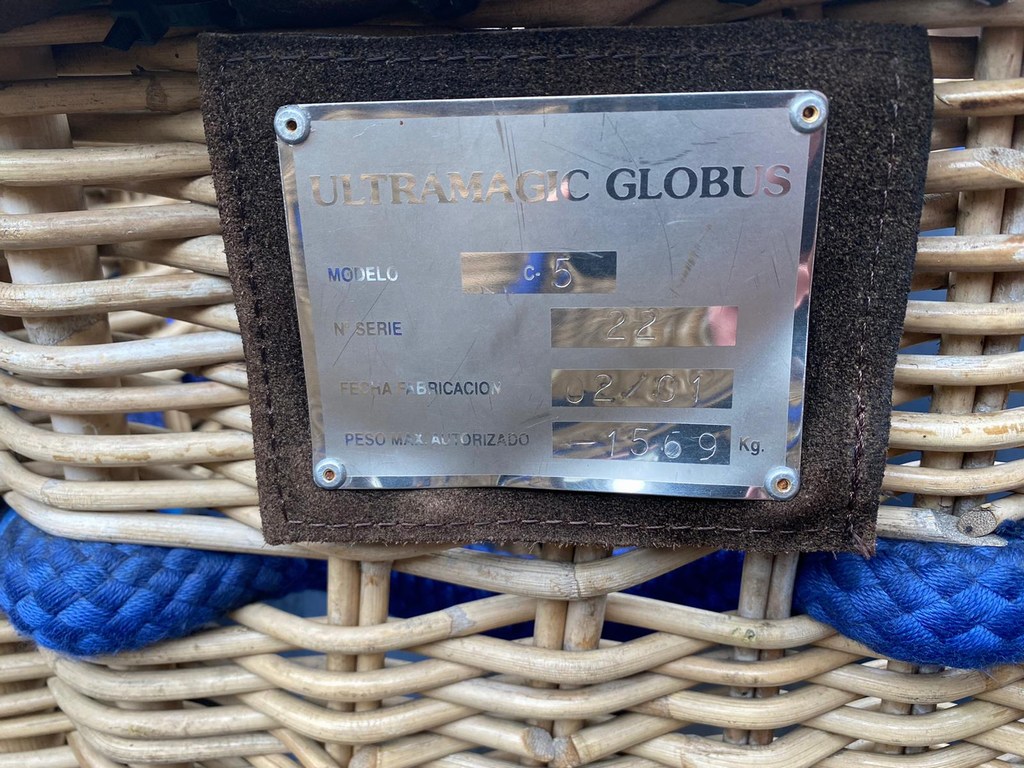 ULTRAMAGIC GLOBUS
MODELO C- 5
Nº SERIE 22
FECHA FABRICACION 02/01
PESO MAX. AUTORIZADO -1569 Kg.